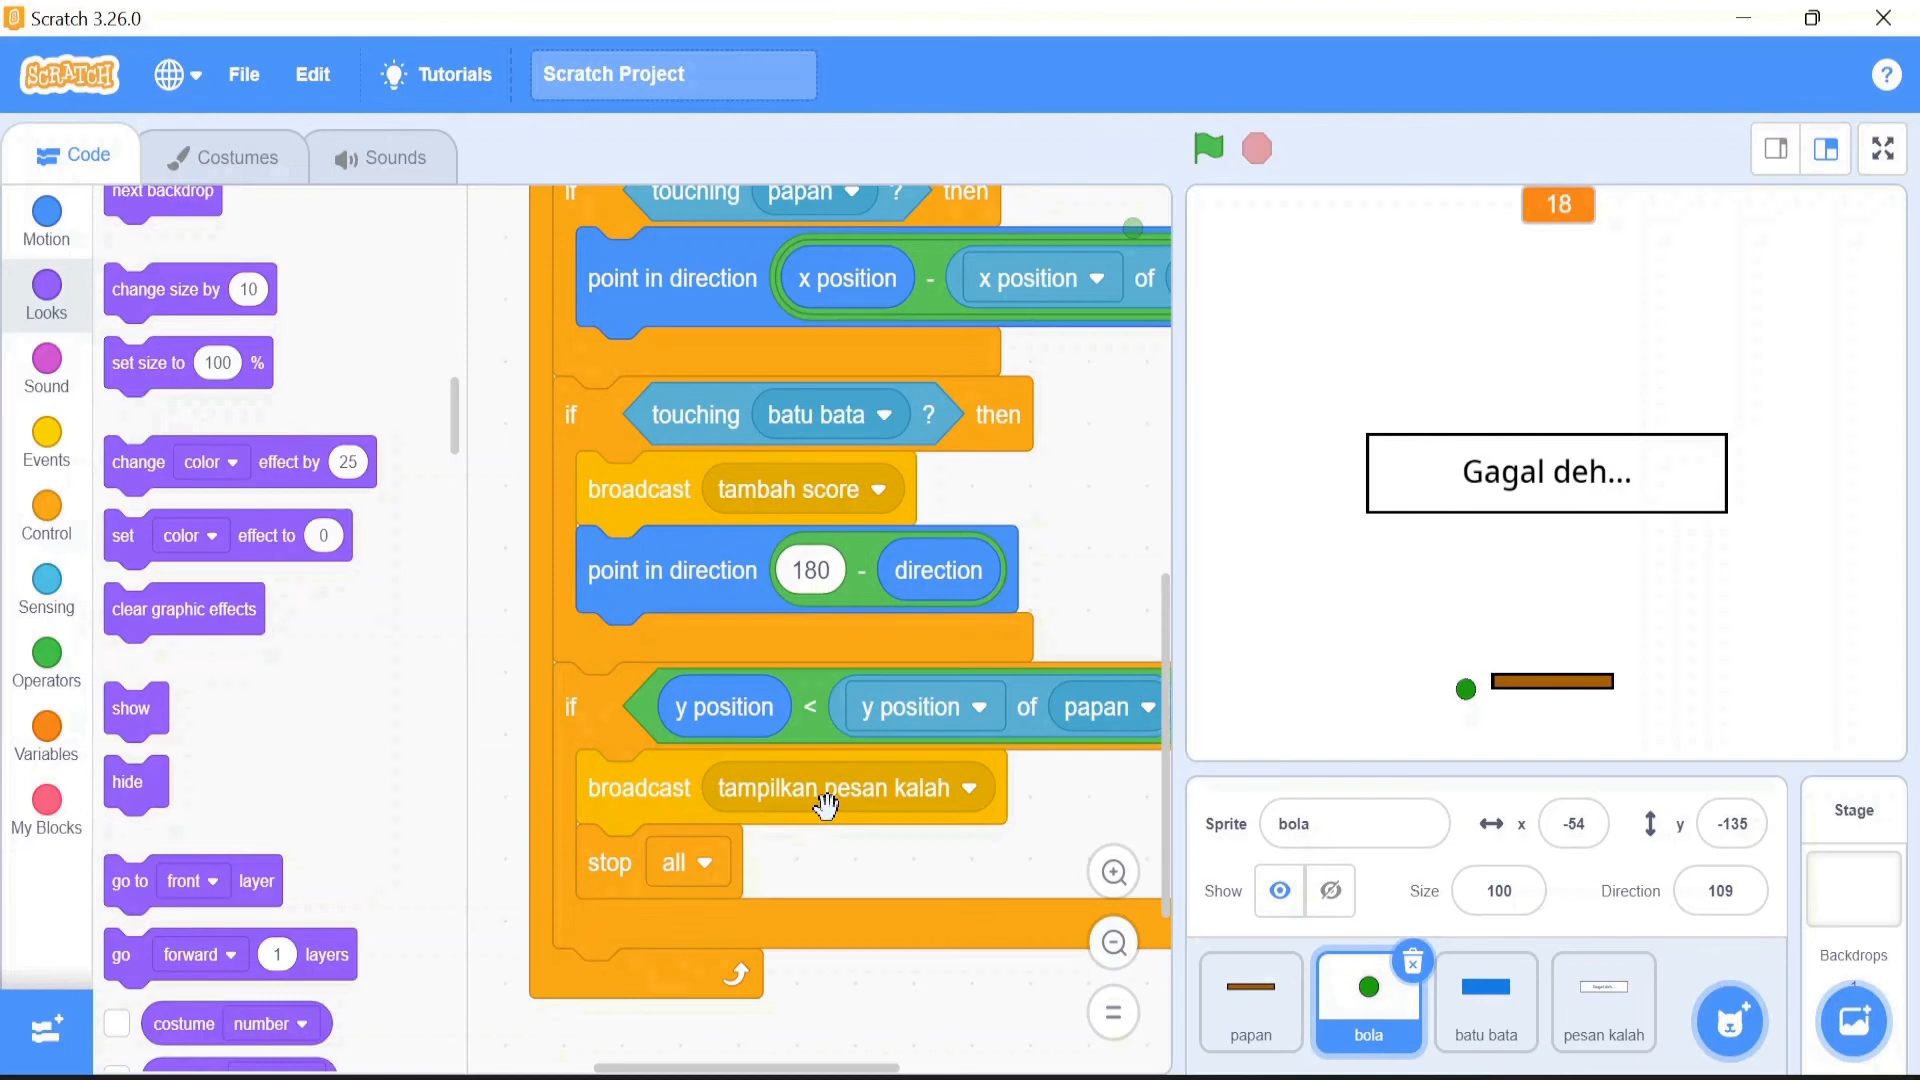 Scratch 3.26.0
SCRATCH
File
Edit
Tutorials
Scratch Project
?
Code
Costumes
Sounds
Motion
Looks
Sound
Events
Control
Sensing
Operators
Variables
My Blocks
next backdrop
change size by 10
set size to 100 %
change color effect by 25
set color effect to 0
clear graphic effects
show
hide
go to front layer
go forward 1 layers
costume number
if touching papan ? then
point in direction x position - x position of
if touching batu bata ? then
broadcast tambah score
point in direction 180 - direction
if y position < y position of papan
broadcast tampilkan pesan kalah
stop all
18
Gagal deh...
Sprite bola x -54 y -135
Show Size 100 Direction 109
papan
bola
batu bata
Gagal deh...
pesan kalah
Stage
Backdrops